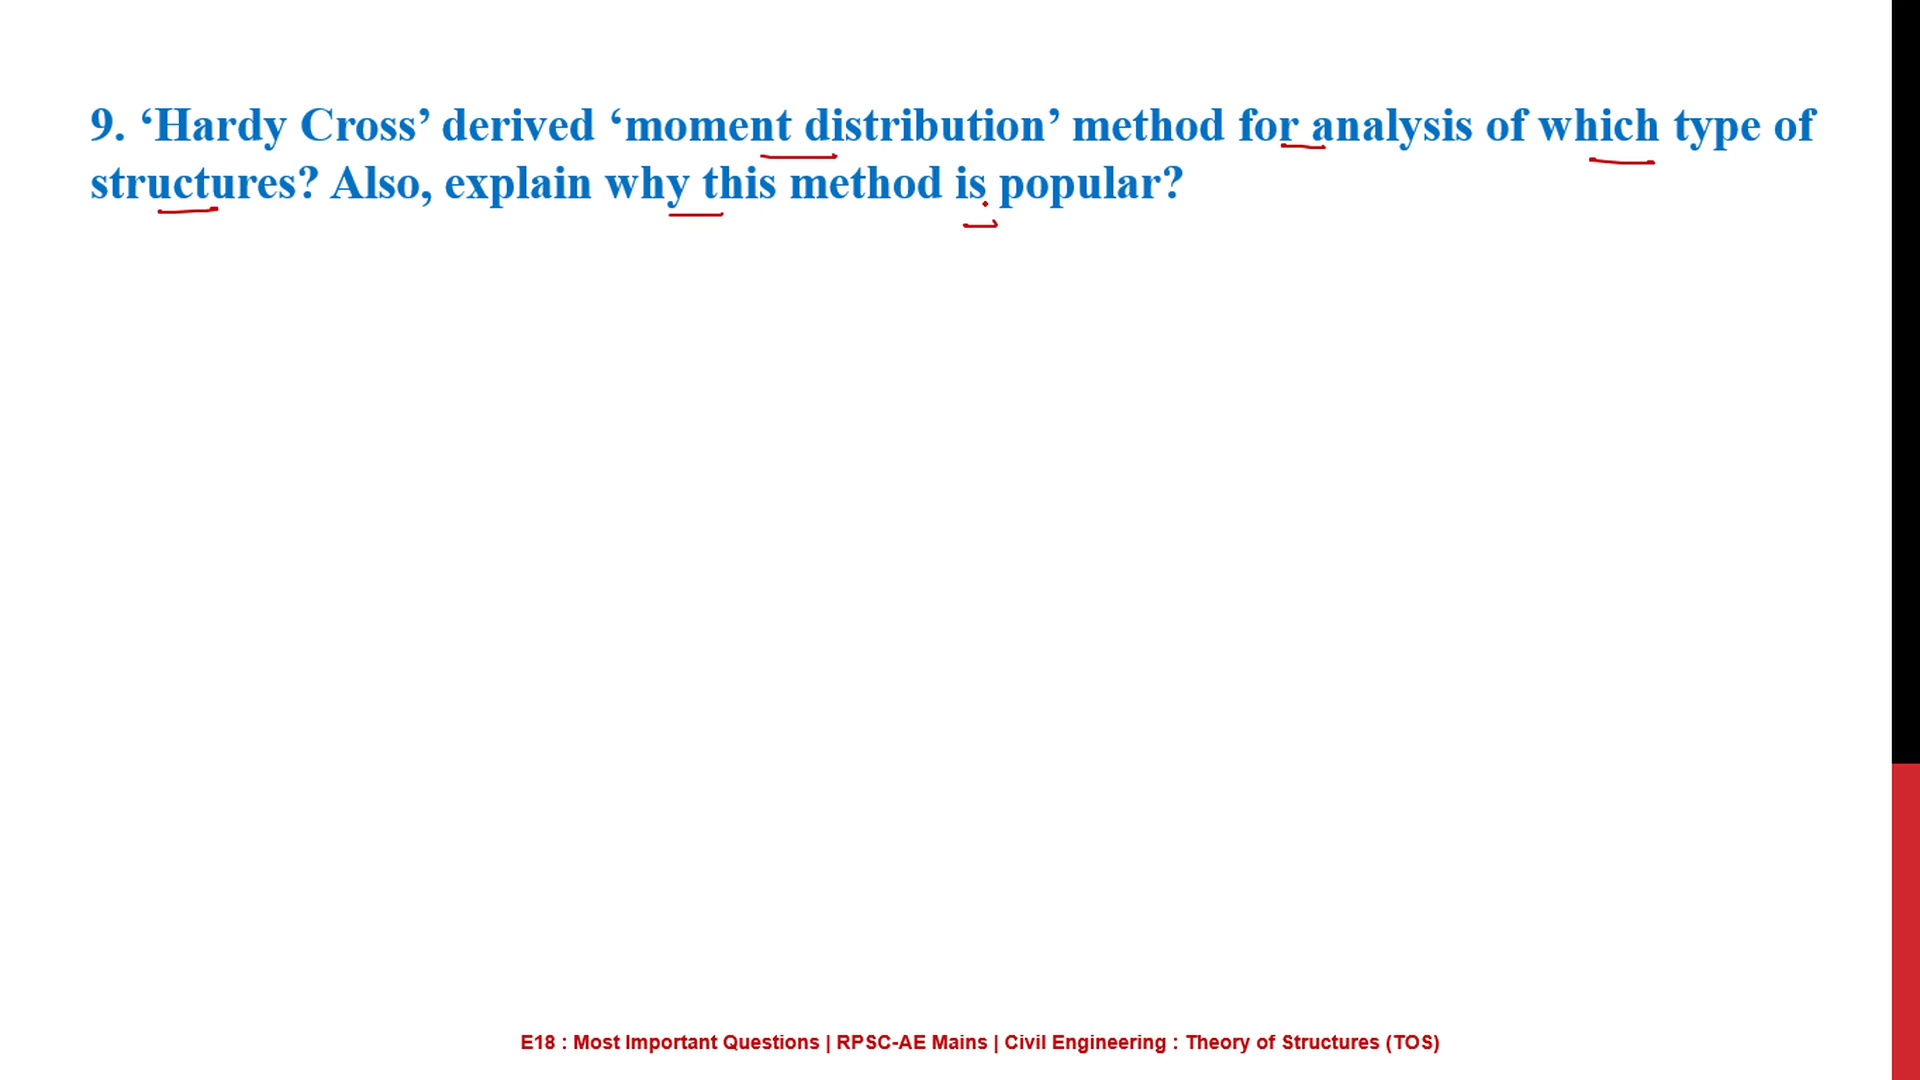 9. ‘Hardy Cross’ derived ‘moment distribution’ method for analysis of which type of
structures? Also, explain why this method is popular?
E18 : Most Important Questions | RPSC-AE Mains | Civil Engineering : Theory of Structures (TOS)